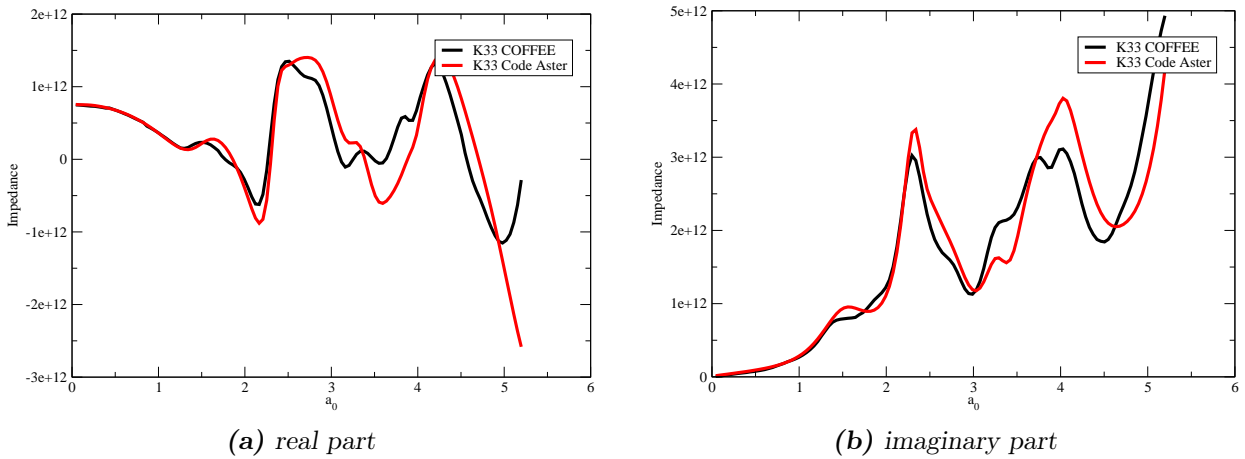 2e+12
1e+12
0
-1e+12
-2e+12
-3e+12
Impedance
K33 COFFEE
K33 Code Aster
0 1 2 3 4 5 6
a0
(a) real part
5e+12
4e+12
3e+12
2e+12
1e+12
0
Impedance
K33 COFFEE
K33 Code Aster
0 1 2 3 4 5 6
a0
(b) imaginary part